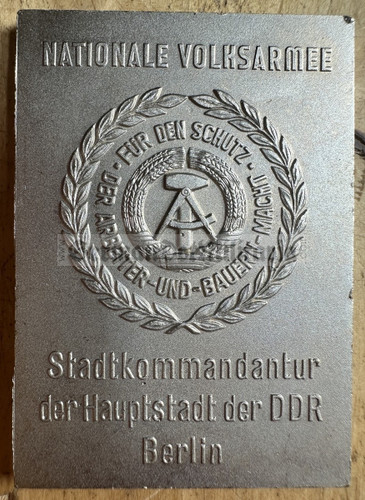 NATIONALE VOLKSARMEE
· FÜR DEN SCHUTZ ·
DER ARBEITER-UND-BAUERN-MACHT
Stadtkommandantur
der Hauptstadt der DDR
Berlin